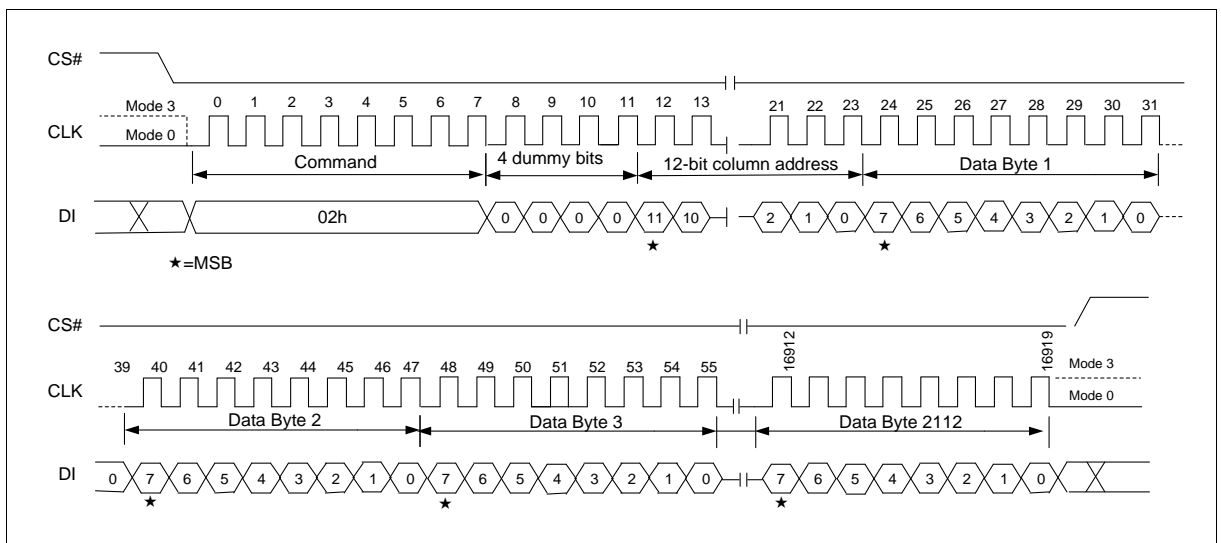 CS#
Mode 3
0 1 2 3 4 5 6 7 8 9 10 11 12 13 21 22 23 24 25 26 27 28 29 30 31
CLK
Mode 0
Command 4 dummy bits 12-bit column address Data Byte 1
DI
02h 0 0 0 0 11 10 2 1 0 7 6 5 4 3 2 1 0
★ ★
★=MSB
CS#
39 40 41 42 43 44 45 46 47 48 49 50 51 52 53 54 55 16912 16919
Mode 3
CLK
Mode 0
Data Byte 2 Data Byte 3 Data Byte 2112
DI
0 7 6 5 4 3 2 1 0 7 6 5 4 3 2 1 0 7 6 5 4 3 2 1 0
★ ★ ★